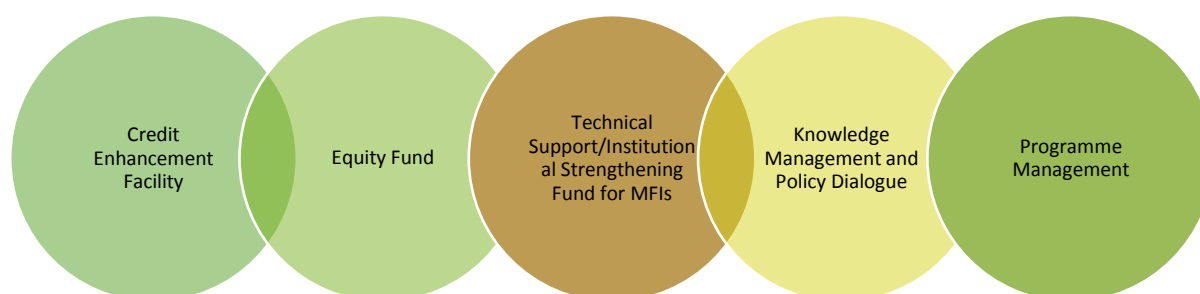 Credit
Enhancement
Facility
Equity Fund
Technical
Support/Institution
al Strengthening
Fund for MFIs
Knowledge
Management and
Policy Dialogue
Programme
Management